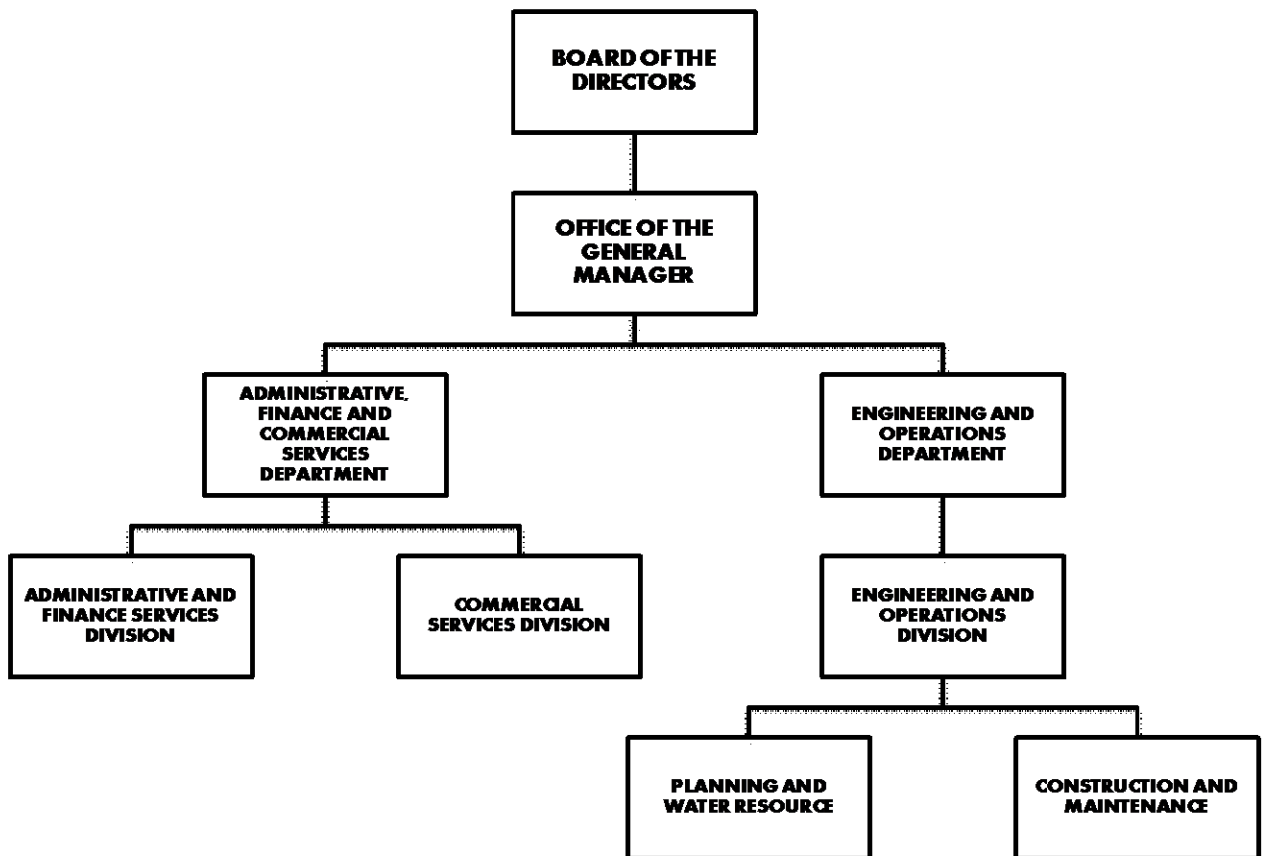 BOARD OF THE
DIRECTORS
OFFICE OF THE
GENERAL
MANAGER
ADMINISTRATIVE,
FINANCE AND
COMMERCIAL
SERVICES
DEPARTMENT
ENGINEERING AND
OPERATIONS
DEPARTMENT
ADMINISTRATIVE AND
FINANCE SERVICES
DIVISION
COMMERCIAL
SERVICES DIVISION
ENGINEERING AND
OPERATIONS
DIVISION
PLANNING AND
WATER RESOURCE
CONSTRUCTION AND
MAINTENANCE